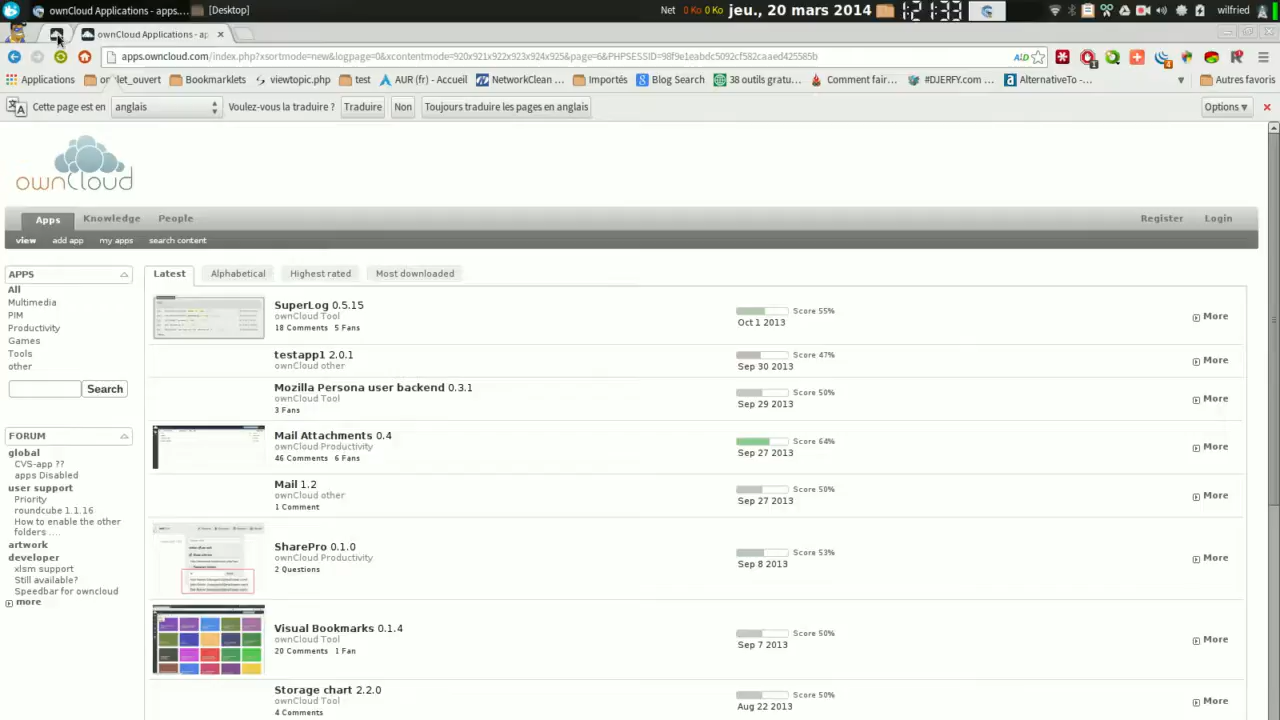 ownCloud Applications - apps.... [Desktop] Net 0 Ko 0 Ko jeu., 20 mars 2014 12:33 wilfried
ownCloud Applications - ap
apps.owncloud.com/index.php?xsortmode=new&logpage=0&xcontentmode=920x921x922x923x924x925&page=6&PHPSESSID=98f9e1eabdc5092cf582caaed425585b
Applications onglet_ouvert Bookmarklets viewtopic.php test AUR (fr) - Accueil NetworkClean ... Importés Blog Search 38 outils gratu... Comment fair... #DJERFY.com ... AlternativeTo - ... Autres favoris
Cette page est en anglais Voulez-vous la traduire ? Traduire Non Toujours traduire les pages en anglais Options
ownCloud
Apps Knowledge People Register Login
view add app my apps search content
APPS
All
Multimedia
PIM
Productivity
Games
Tools
other
Search
FORUM
global
CVS-app ??
apps Disabled
user support
Priority
roundcube 1.1.16
How to enable the other
folders ....
artwork
developer
xlsm support
Still available?
Speedbar for owncloud
more
Latest Alphabetical Highest rated Most downloaded
SuperLog 0.5.15
ownCloud Tool
18 Comments 5 Fans
Score 55%
Oct 1 2013
More
testapp1 2.0.1
ownCloud other
Score 47%
Sep 30 2013
More
Mozilla Persona user backend 0.3.1
ownCloud Tool
3 Fans
Score 50%
Sep 29 2013
More
Mail Attachments 0.4
ownCloud Productivity
46 Comments 6 Fans
Score 64%
Sep 27 2013
More
Mail 1.2
ownCloud other
1 Comment
Score 50%
Sep 27 2013
More
SharePro 0.1.0
ownCloud Productivity
2 Questions
Score 53%
Sep 8 2013
More
Visual Bookmarks 0.1.4
ownCloud Tool
20 Comments 1 Fan
Score 50%
Sep 7 2013
More
Storage chart 2.2.0
ownCloud Tool
4 Comments
Score 50%
Aug 22 2013
More